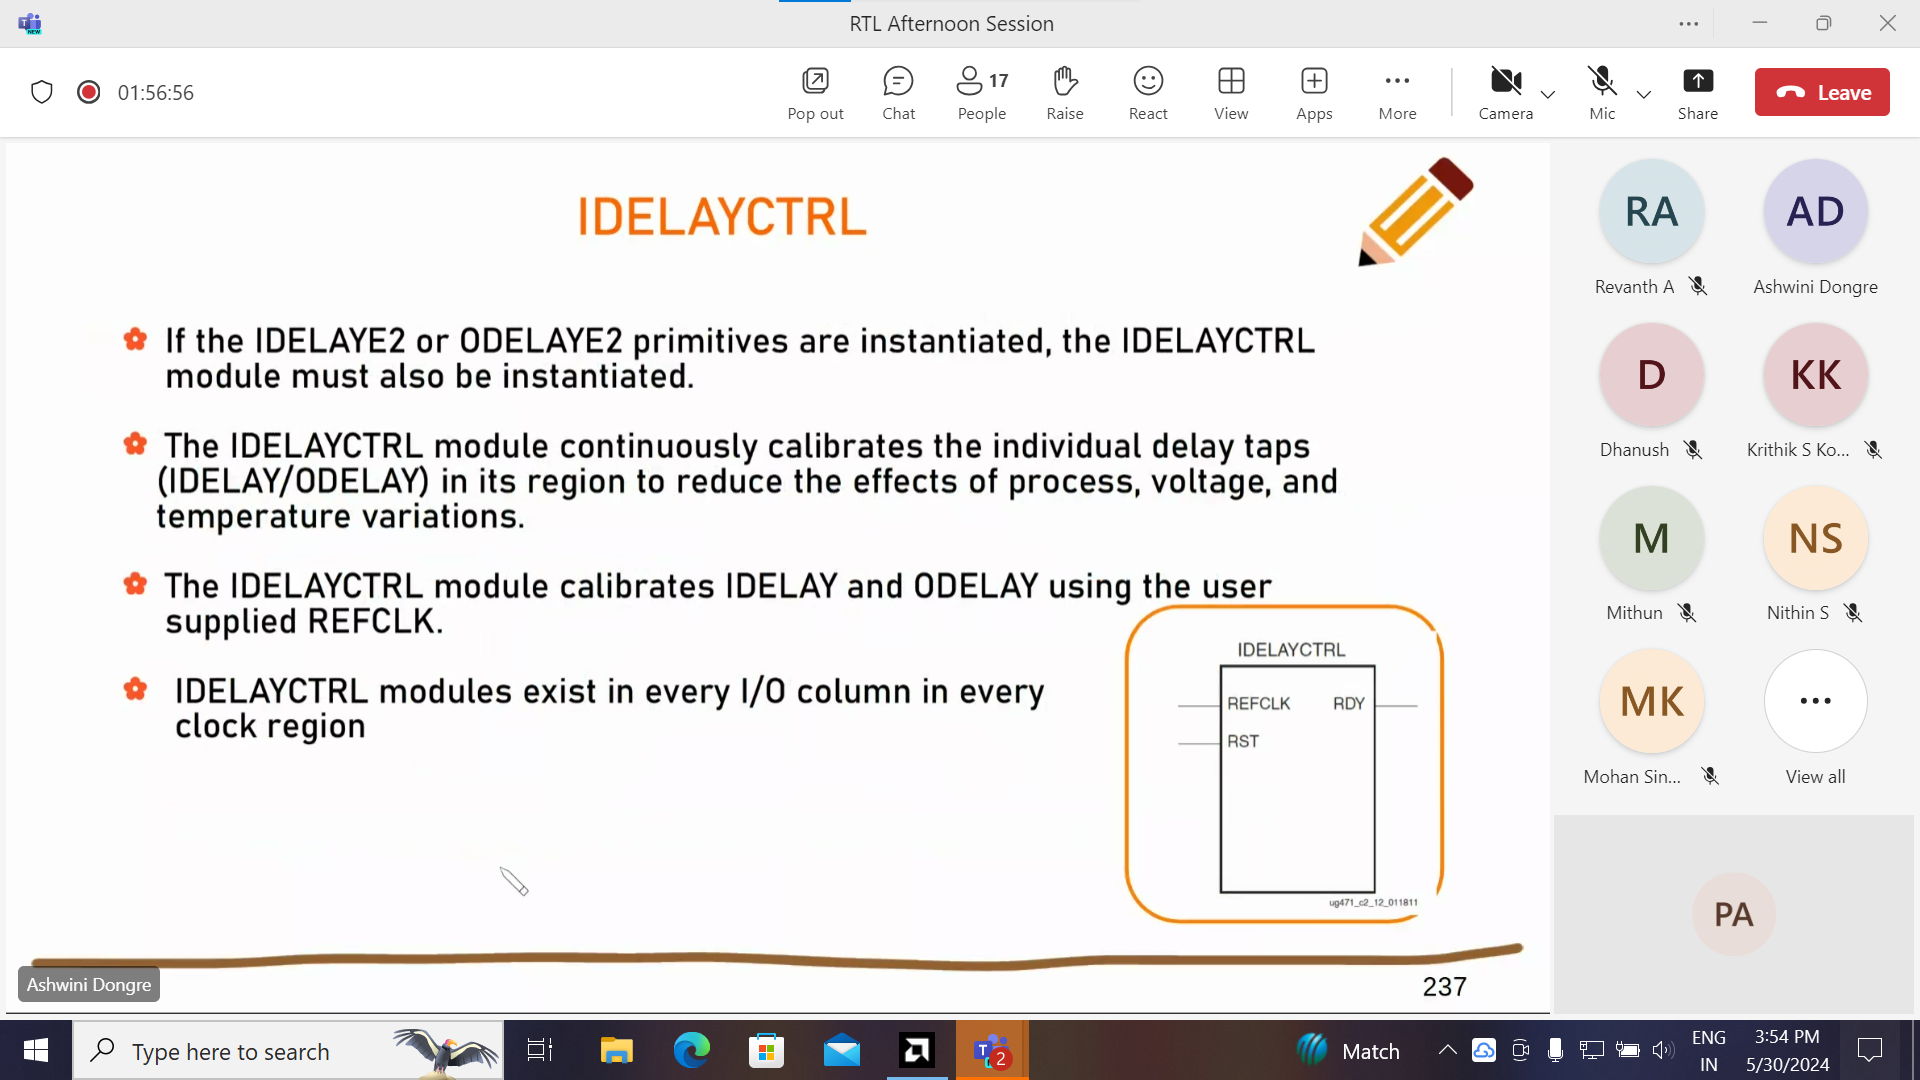 RTL Afternoon Session
01:56:56
Pop out
Chat
17
People
Raise
React
View
Apps
More
Camera
Mic
Share
Leave
IDELAYCTRL
If the IDELAYE2 or ODELAYE2 primitives are instantiated, the IDELAYCTRL
module must also be instantiated.
The IDELAYCTRL module continuously calibrates the individual delay taps
(IDELAY/ODELAY) in its region to reduce the effects of process, voltage, and
temperature variations.
The IDELAYCTRL module calibrates IDELAY and ODELAY using the user
supplied REFCLK.
IDELAYCTRL modules exist in every I/O column in every
clock region
IDELAYCTRL
REFCLK RDY
RST
ug471_c2_12_011811
237
Ashwini Dongre
RA
Revanth A
AD
Ashwini Dongre
D
Dhanush
KK
Krithik S Ko...
M
Mithun
NS
Nithin S
MK
Mohan Sin...
View all
PA
Type here to search
T
NEW
T
2
Match
ENG
IN
3:54 PM
5/30/2024